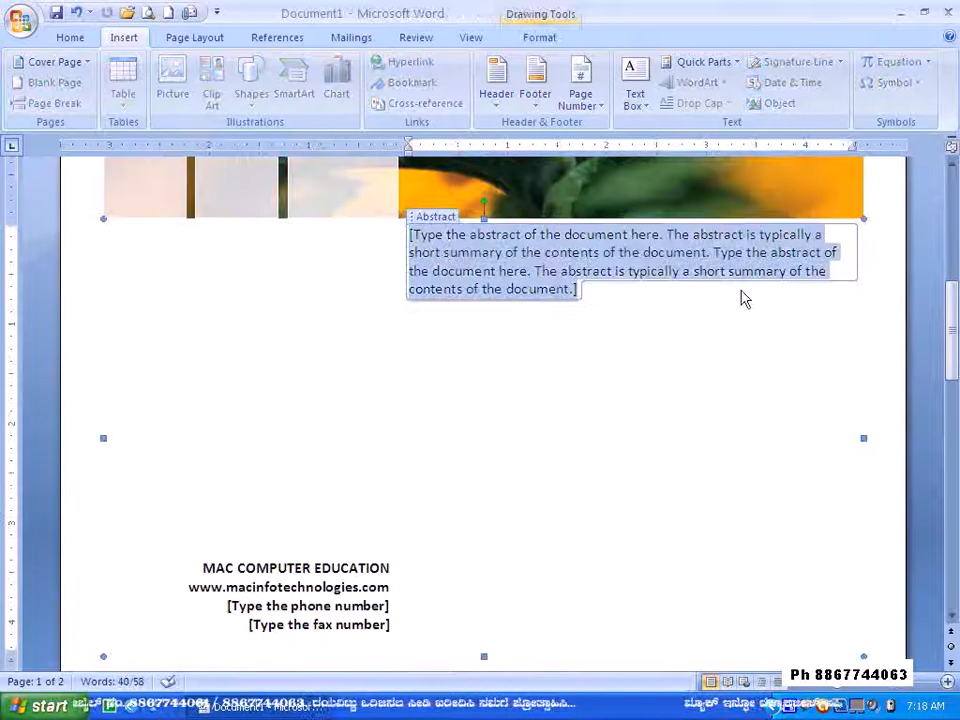 Document1 - Microsoft Word
Drawing Tools
Home
Insert
Page Layout
References
Mailings
Review
View
Format
Cover Page
Blank Page
Page Break
Pages
Table
Tables
Picture
Clip Art
Shapes
SmartArt
Chart
Illustrations
Hyperlink
Bookmark
Cross-reference
Links
Header
Footer
Page Number
Header & Footer
Text Box
Quick Parts
WordArt
Drop Cap
Signature Line
Date & Time
Object
Text
Equation
Symbol
Symbols
Abstract
[Type the abstract of the document here. The abstract is typically a
short summary of the contents of the document. Type the abstract of
the document here. The abstract is typically a short summary of the
contents of the document.]
MAC COMPUTER EDUCATION
www.macinfotechnologies.com
[Type the phone number]
[Type the fax number]
Page: 1 of 2
Words: 40/58
Ph 8867744063
start
Document1 - Microsof...
7:18 AM